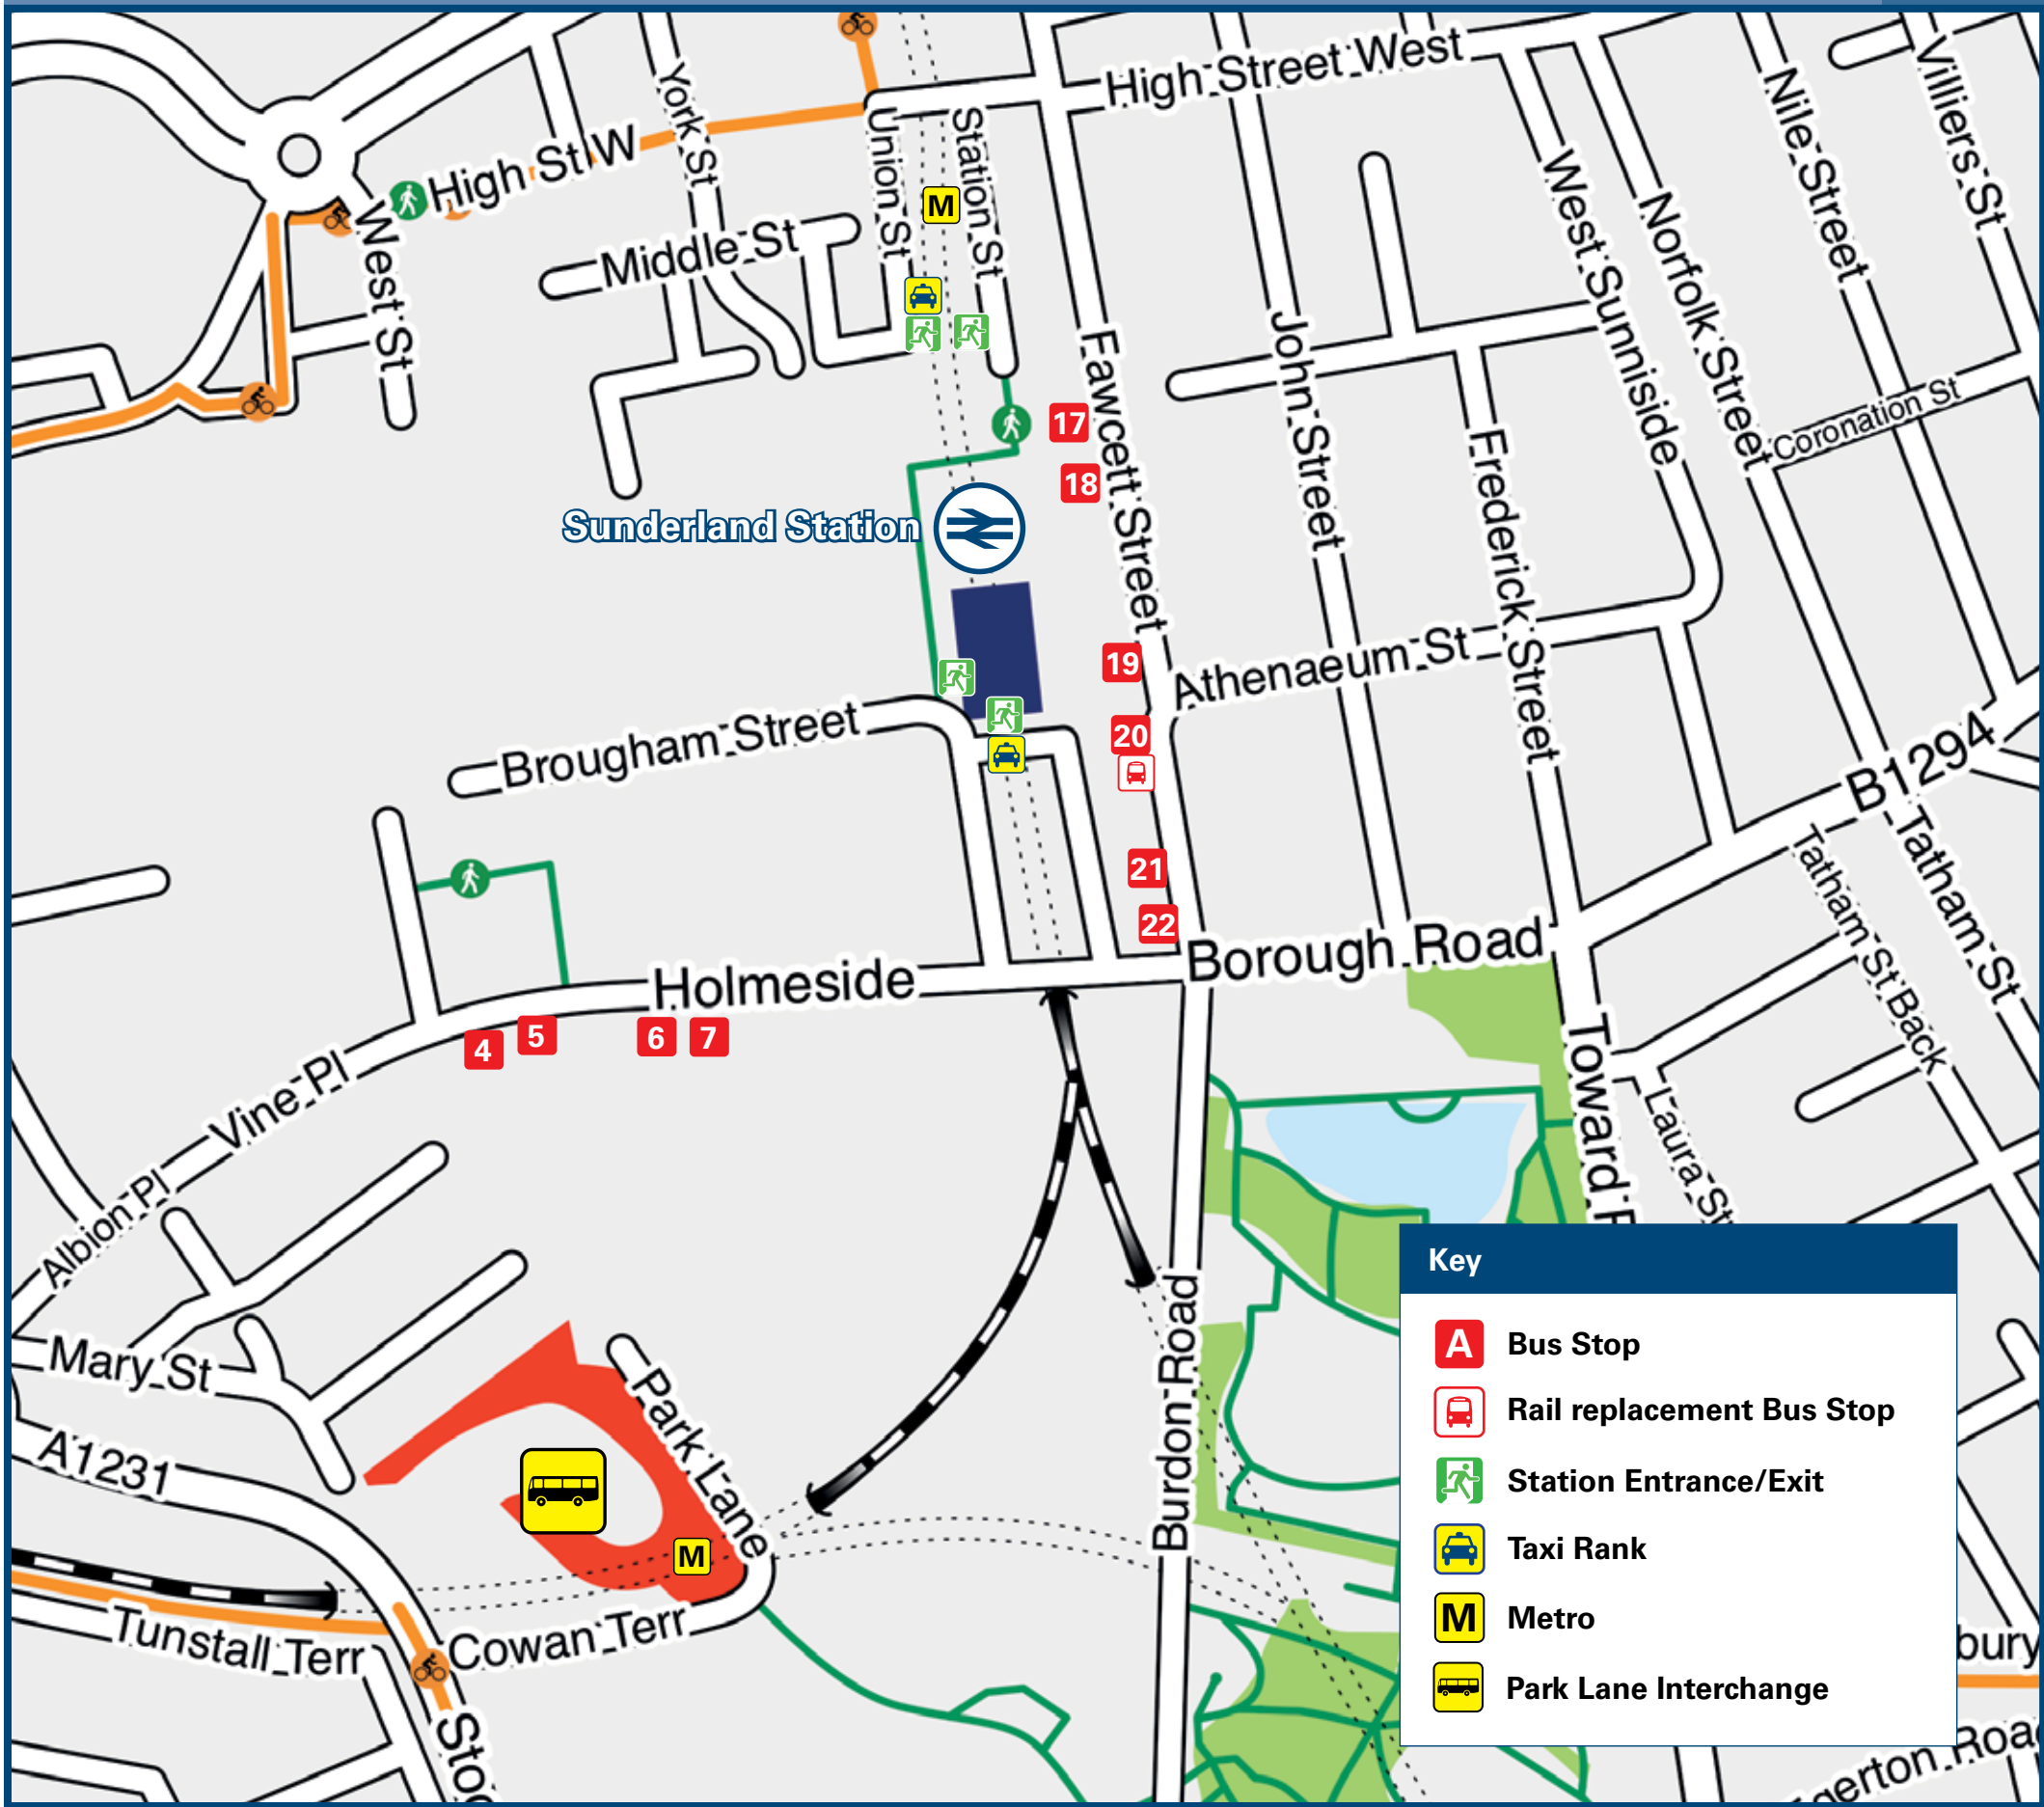 High Street West
York St
Union St
Station St
Nile Street
Villiers St
High St W
M
West St
Middle St
West Sunniside
Norfolk Street
Fawcett Street
John Street
Frederick Street
Coronation St
17
18
Sunderland Station
19
Athenaeum St
20
Brougham Street
B1294
21
22
Tatham St
Tatham St Back
Borough Road
Holmeside
4
5
6
7
Vine Pl
Toward R
Laura St
Albion Pl
Mary St
Park Lane
Burdon Road
A1231
M
Tunstall Terr
Cowan Terr
Sto
bury
gerton Roa
Key
A Bus Stop
Rail replacement Bus Stop
Station Entrance/Exit
Taxi Rank
M Metro
Park Lane Interchange